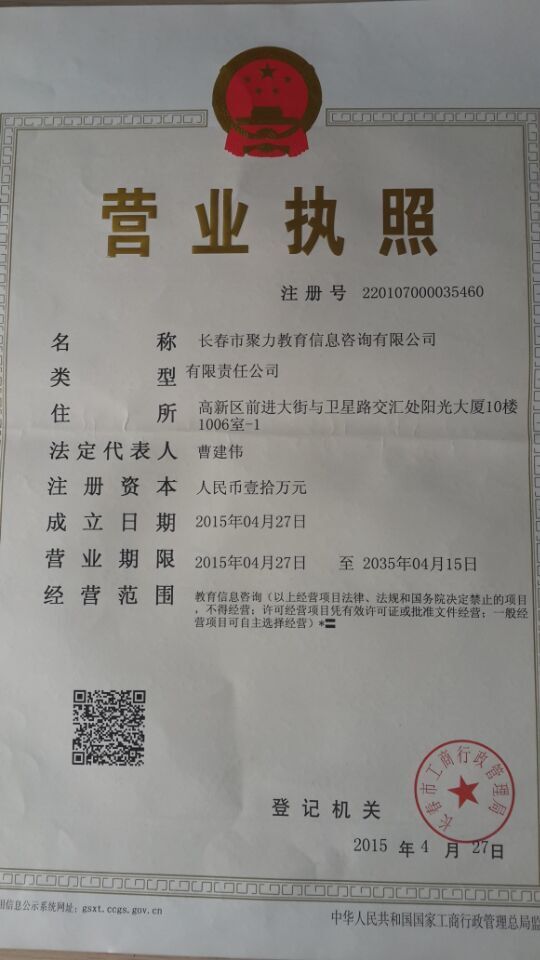 营业执照
注册号 220107000035460
名称 长春市聚力教育信息咨询有限公司
类型 有限责任公司
住所 高新区前进大街与卫星路交汇处阳光大厦10楼
1006室-1
法定代表人 曹建伟
注册资本 人民币壹拾万元
成立日期 2015年04月27日
营业期限 2015年04月27日 至 2035年04月15日
经营范围 教育信息咨询（以上经营项目法律、法规和国务院决定禁止的项目
，不得经营；许可经营项目凭有效许可证或批准文件经营；一般经
营项目可自主选择经营）*〓
长春市工商行政管理局
登记机关
2015 年 4 月 27 日
用信息公示系统网址：gsxt.ccgs.gov.cn
中华人民共和国国家工商行政管理总局监